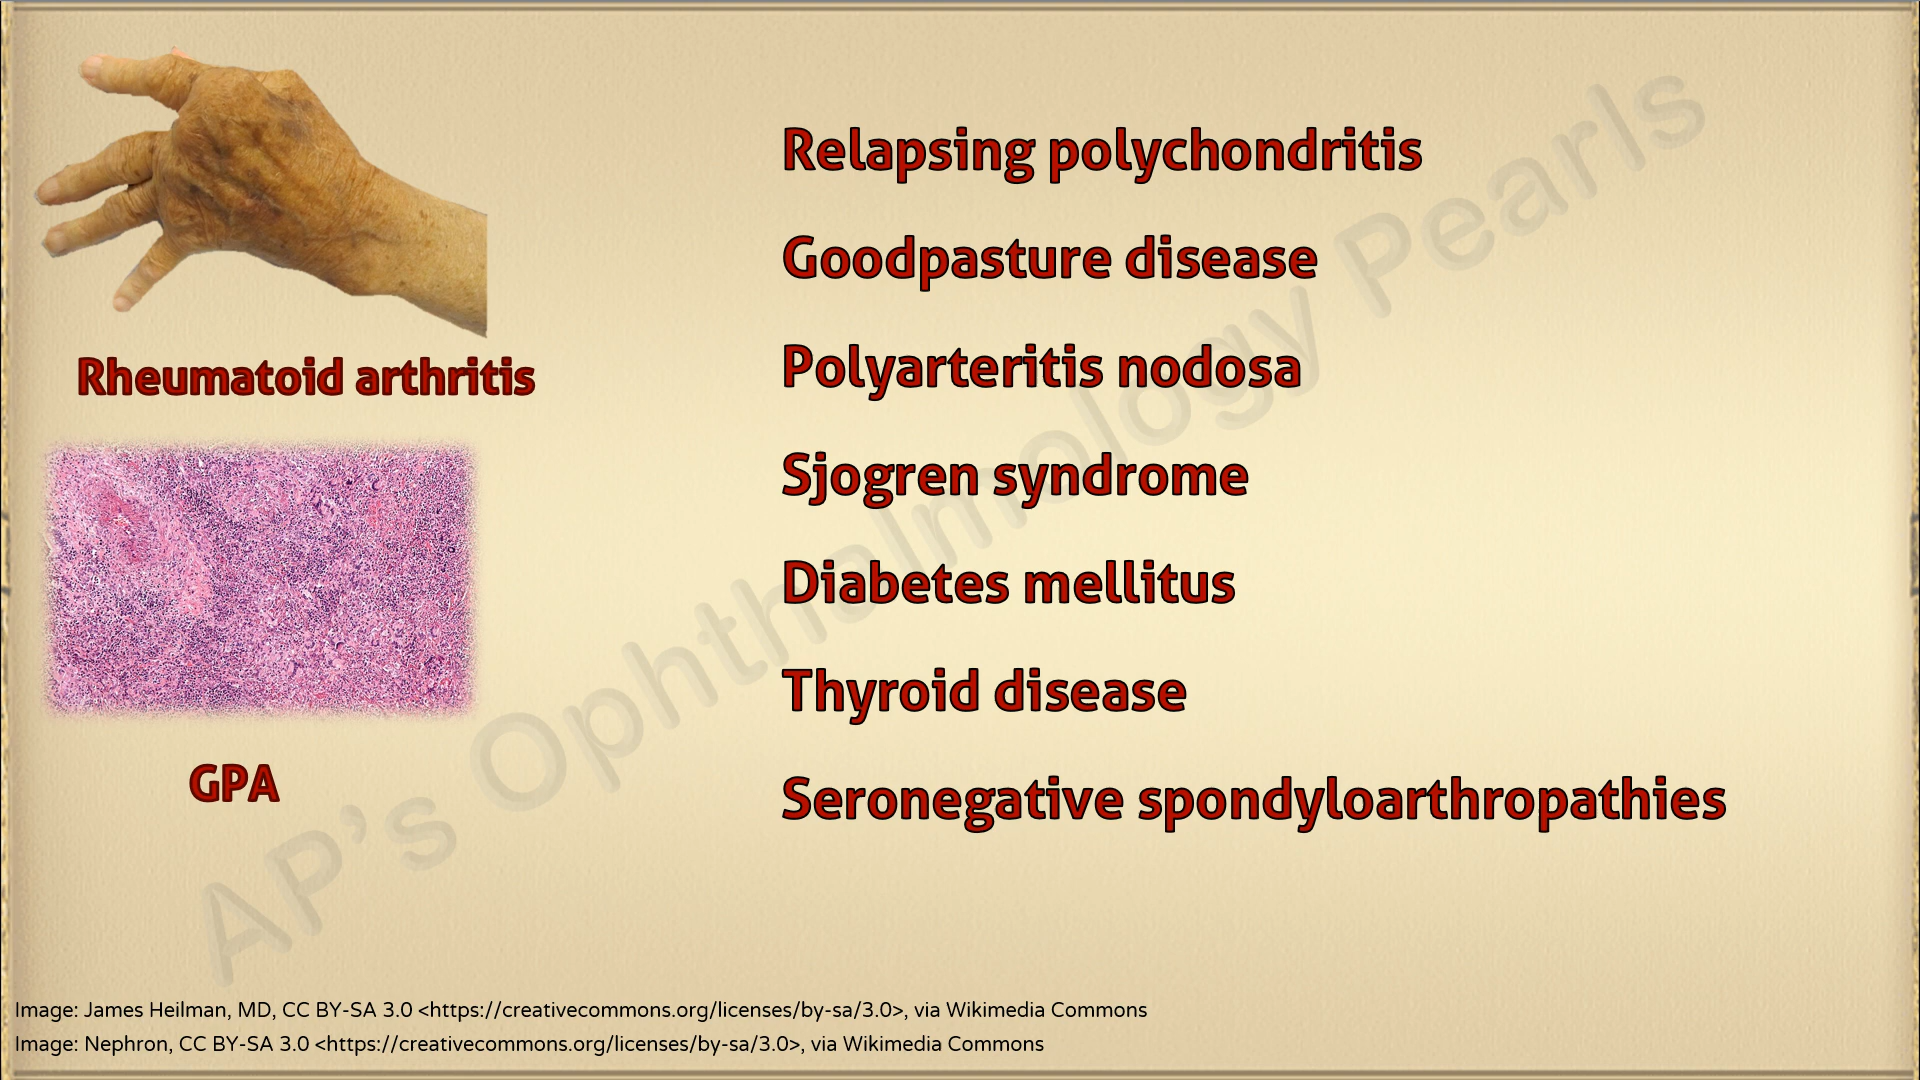 Rheumatoid arthritis
GPA
Relapsing polychondritis
Goodpasture disease
Polyarteritis nodosa
Sjogren syndrome
Diabetes mellitus
Thyroid disease
Seronegative spondyloarthropathies
AP's Ophthalmology Pearls
Image: James Heilman, MD, CC BY-SA 3.0 <https://creativecommons.org/licenses/by-sa/3.0>, via Wikimedia Commons
Image: Nephron, CC BY-SA 3.0 <https://creativecommons.org/licenses/by-sa/3.0>, via Wikimedia Commons